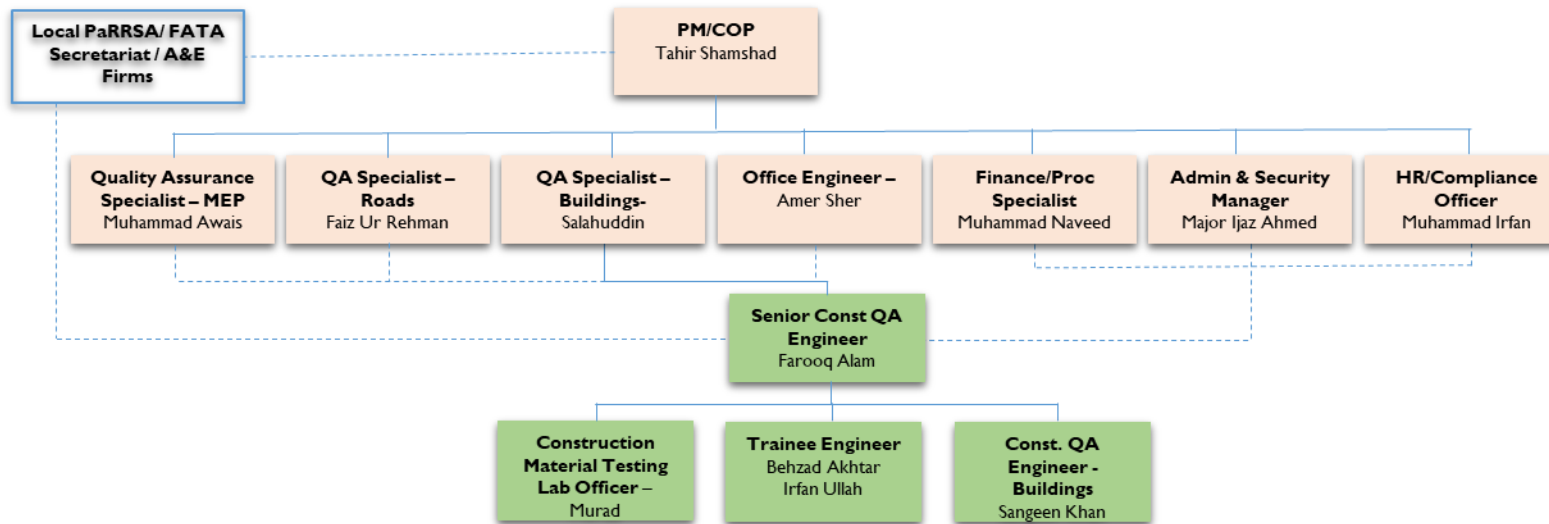 Local PaRRSA/ FATA
Secretariat / A&E
Firms
PM/COP
Tahir Shamshad
Quality Assurance
Specialist – MEP
Muhammad Awais
QA Specialist –
Roads
Faiz Ur Rehman
QA Specialist –
Buildings-
Salahuddin
Office Engineer –
Amer Sher
Finance/Proc
Specialist
Muhammad Naveed
Admin & Security
Manager
Major Ijaz Ahmed
HR/Compliance
Officer
Muhammad Irfan
Senior Const QA
Engineer
Farooq Alam
Construction
Material Testing
Lab Officer –
Murad
Trainee Engineer
Behzad Akhtar
Irfan Ullah
Const. QA
Engineer -
Buildings
Sangeen Khan